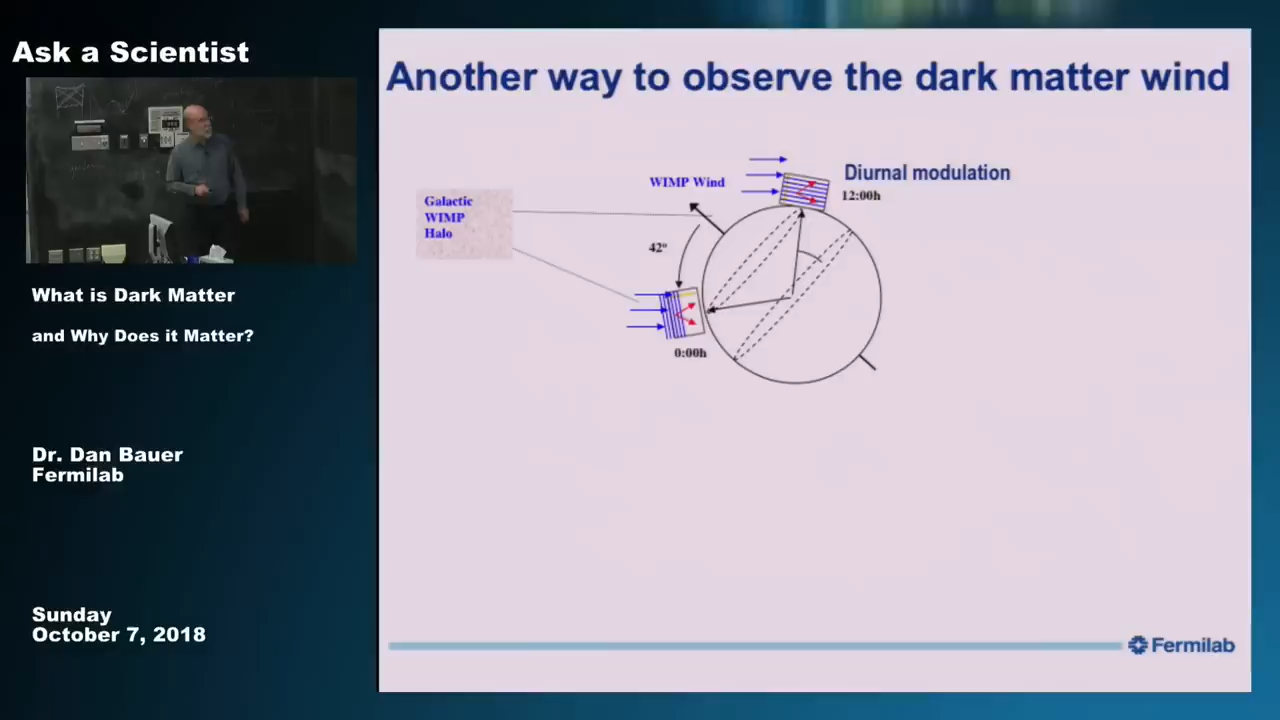 Ask a Scientist
What is Dark Matter
and Why Does it Matter?
Dr. Dan Bauer
Fermilab
Sunday
October 7, 2018
Another way to observe the dark matter wind
Diurnal modulation
WIMP Wind
12:00h
Galactic
WIMP
Halo
42º
0:00h
Fermilab